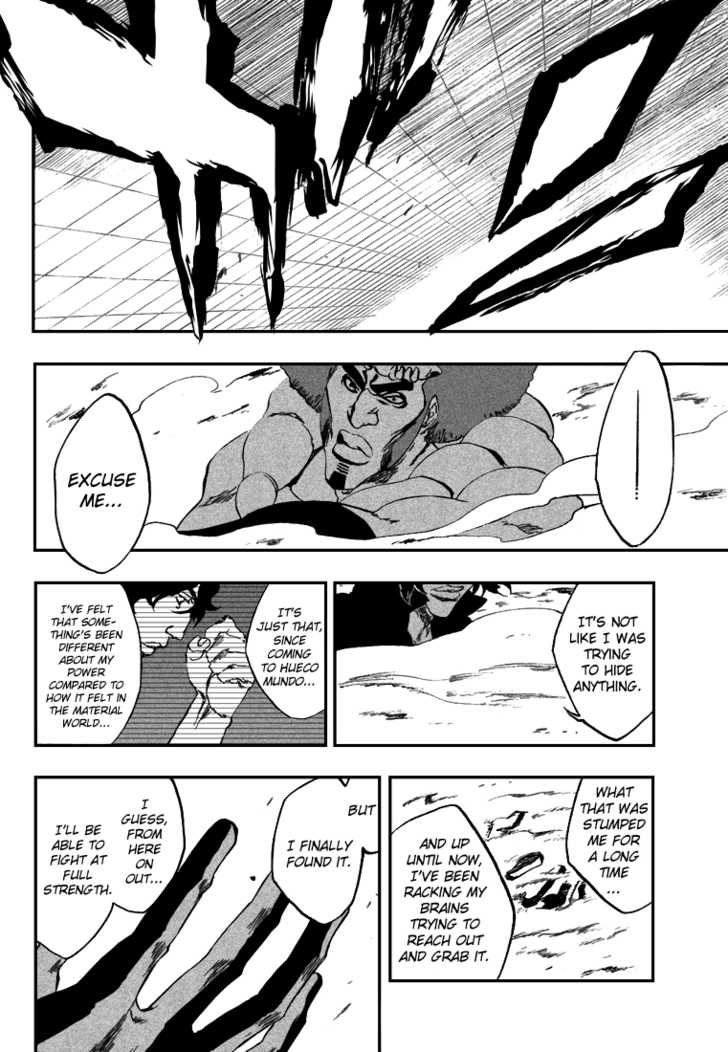 ......
EXCUSE
ME...
IT'S NOT
LIKE I WAS
TRYING
TO HIDE
ANYTHING.
IT'S
JUST THAT,
SINCE
COMING
TO HUECO
MUNDO...
I'VE FELT
THAT SOME-
THING'S BEEN
DIFFERENT
ABOUT MY
POWER
COMPARED TO
HOW IT FELT IN
THE MATERIAL
WORLD...
WHAT
THAT WAS
STUMPED
ME FOR
A LONG
TIME
...
AND UP
UNTIL NOW,
I'VE BEEN
RACKING MY
BRAINS
TRYING TO
REACH OUT
AND GRAB IT.
BUT
I FINALLY
FOUND IT.
I
GUESS,
FROM
HERE
ON
OUT...
I'LL BE
ABLE TO
FIGHT AT
FULL
STRENGTH.